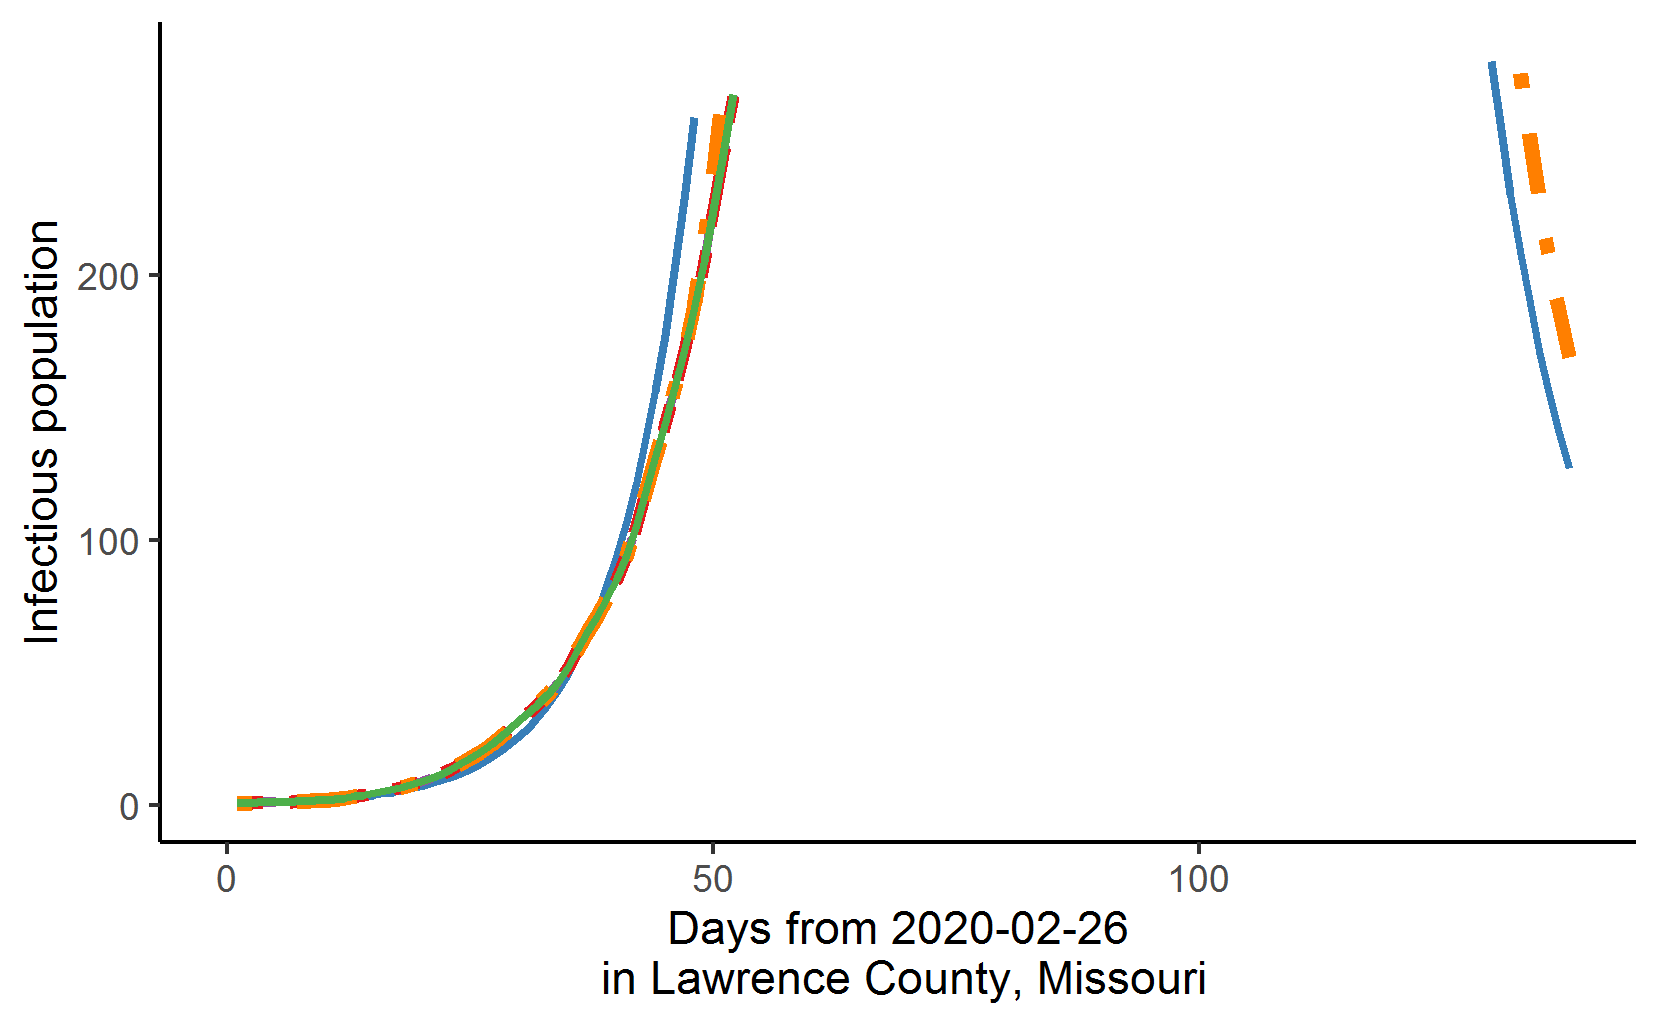 Infectious population
200
100
0
0
50
100
Days from 2020-02-26
in Lawrence County, Missouri